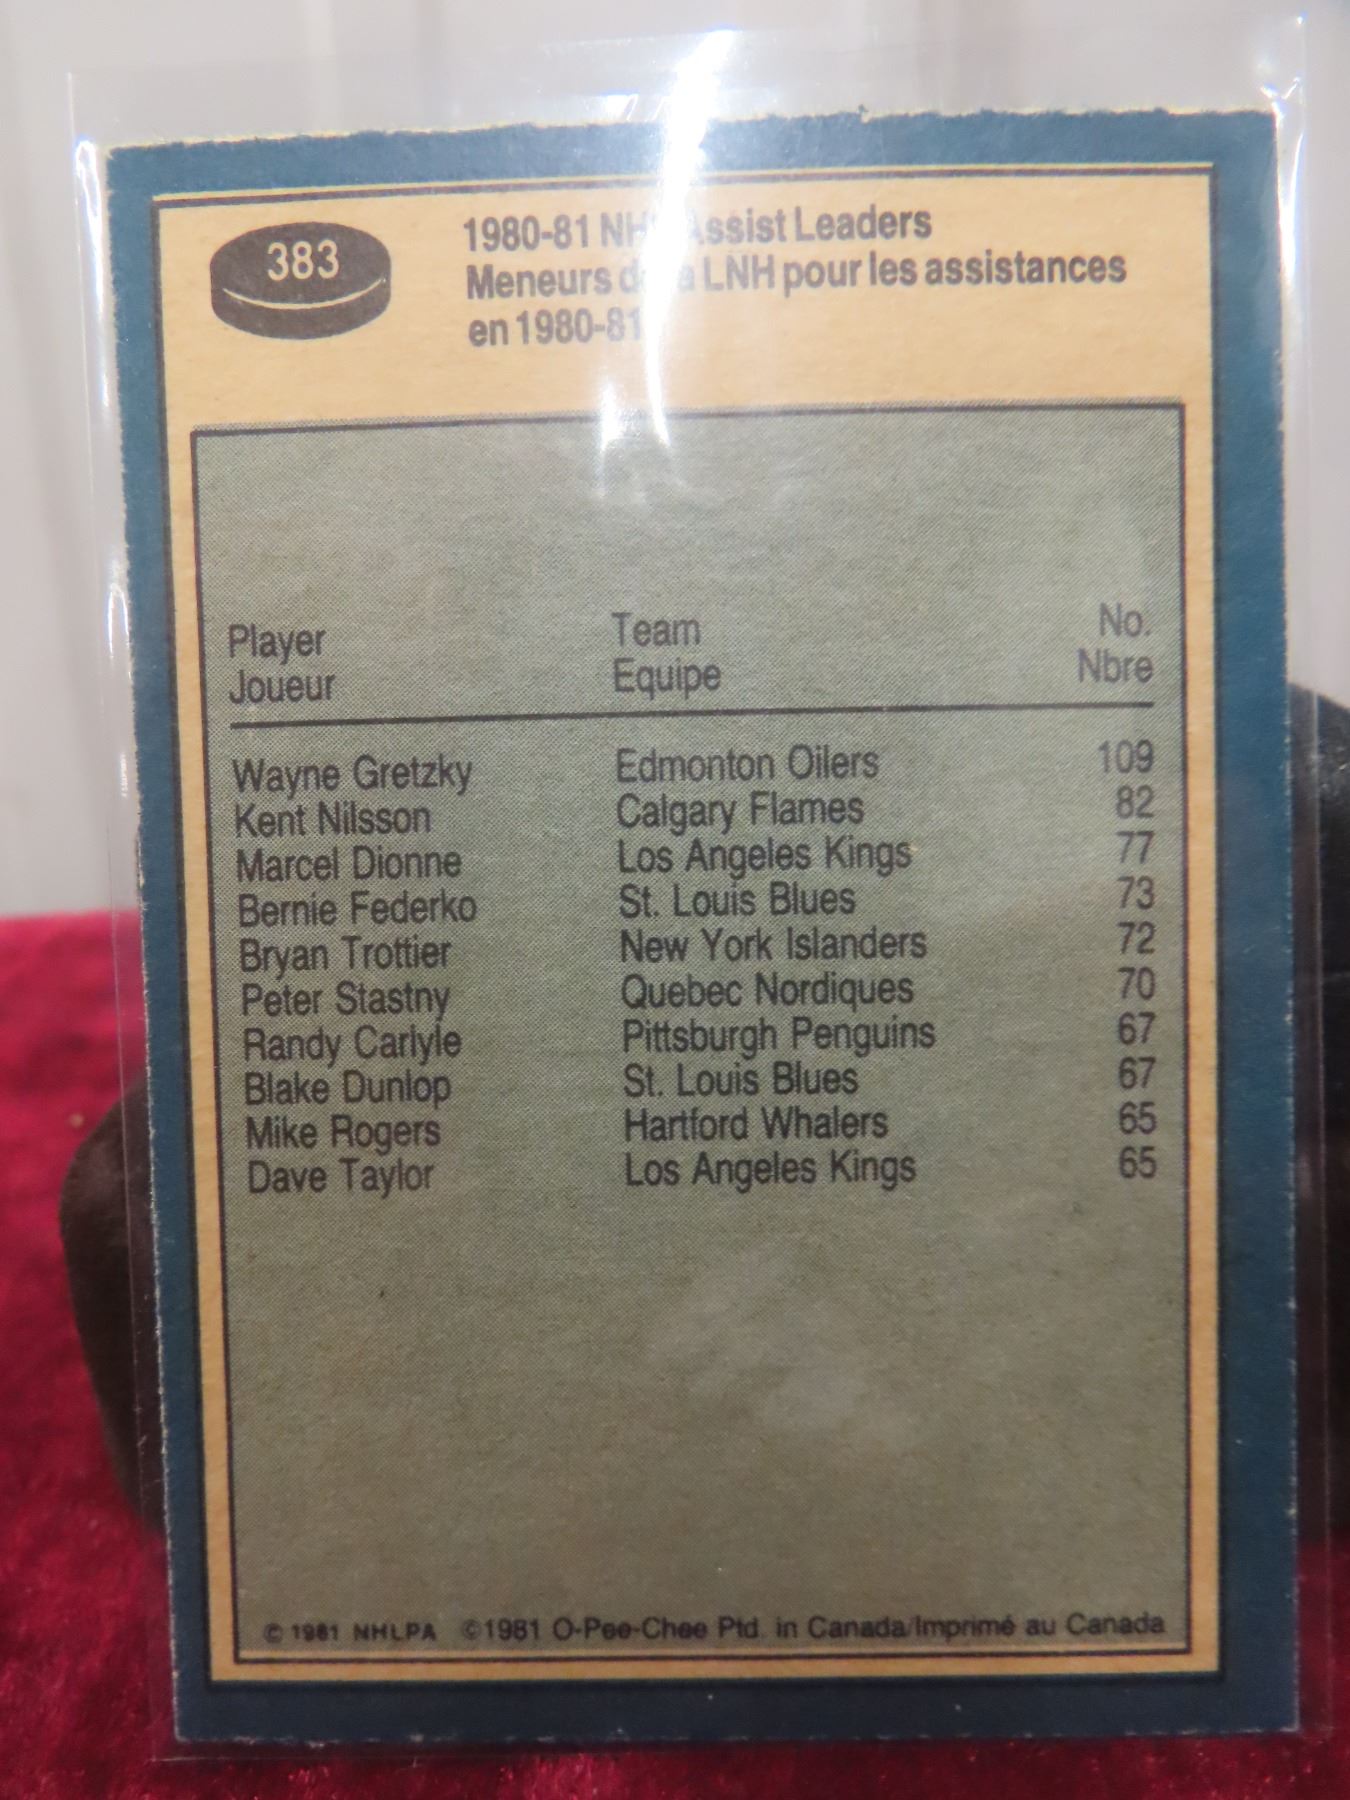 383
1980-81 Assist Leaders
Meneurs LNH pour les assistances
en 1980-81
Player Team No.
Joueur Equipe Nbre
Wayne Gretzky Edmonton Oilers 109
Kent Nilsson Calgary Flames 82
Marcel Dionne Los Angeles Kings 77
Bernie Federko St. Louis Blues 73
Bryan Trottier New York Islanders 72
Peter Stastny Quebec Nordiques 70
Randy Carlyle Pittsburgh Penguins 67
Blake Dunlop St. Louis Blues 67
Mike Rogers Hartford Whalers 65
Dave Taylor Los Angeles Kings 65
© 1981 NHLPA ©1981 O-Pee-Chee Ptd. in Canada/Imprimé au Canada